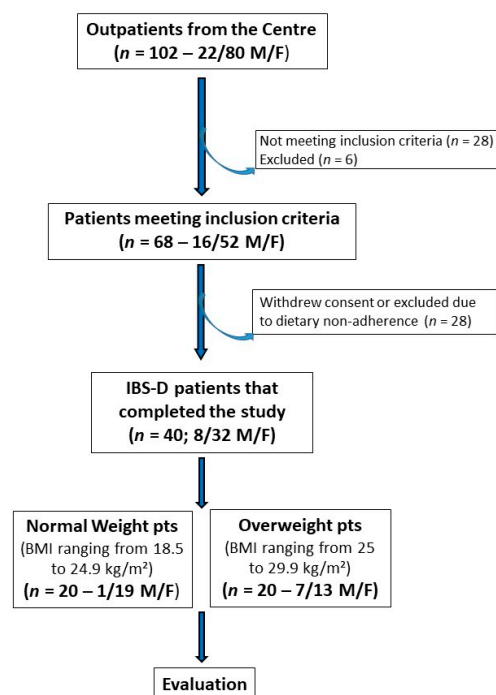 Outpatients from the Centre
(n = 102 – 22/80 M/F)
Not meeting inclusion criteria (n = 28)
Excluded (n = 6)
Patients meeting inclusion criteria
(n = 68 – 16/52 M/F)
Withdrew consent or excluded due
to dietary non-adherence (n = 28)
IBS-D patients that
completed the study
(n = 40; 8/32 M/F)
Normal Weight pts
(BMI ranging from 18.5
to 24.9 kg/m²)
(n = 20 – 1/19 M/F)
Overweight pts
(BMI ranging from 25
to 29.9 kg/m²)
(n = 20 – 7/13 M/F)
Evaluation